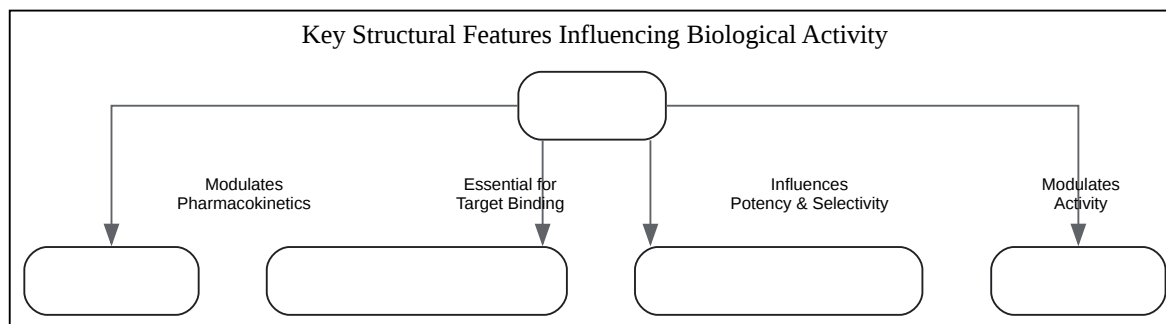 Key Structural Features Influencing Biological Activity
Modulates
Pharmacokinetics
Essential for
Target Binding
Influences
Potency & Selectivity
Modulates
Activity